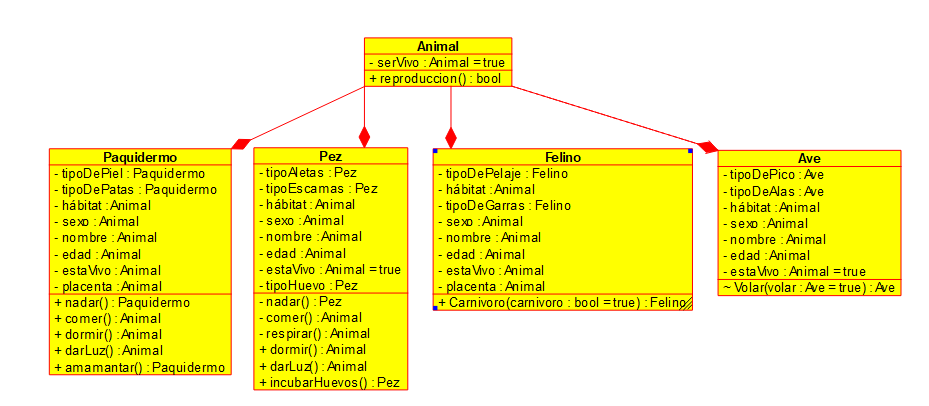 Animal
- serVivo : Animal = true
+ reproduccion() : bool
Paquidermo
- tipoDePiel : Paquidermo
- tipoDePatas : Paquidermo
- hábitat : Animal
- sexo : Animal
- nombre : Animal
- edad : Animal
- estaVivo : Animal
- placenta : Animal
+ nadar() : Paquidermo
+ comer() : Animal
+ dormir() : Animal
+ darLuz() : Animal
+ amamantar() : Paquidermo
Pez
- tipoAletas : Pez
- tipoEscamas : Pez
- hábitat : Animal
- sexo : Animal
- nombre : Animal
- edad : Animal
- estaVivo : Animal = true
- tipoHuevo : Pez
- nadar() : Pez
- comer() : Animal
- respirar() : Animal
+ dormir() : Animal
+ darLuz() : Animal
+ incubarHuevos() : Pez
Felino
- tipoDePelaje : Felino
- hábitat : Animal
- tipoDeGarras : Felino
- sexo : Animal
- nombre : Animal
- edad : Animal
- estaVivo : Animal
- placenta : Animal
+ Carnivoro(carnivoro : bool = true) : Felino
Ave
- tipoDePico : Ave
- tipoDeAlas : Ave
- hábitat : Animal
- sexo : Animal
- nombre : Animal
- edad : Animal
- estaVivo : Animal = true
~ Volar(volar : Ave = true) : Ave